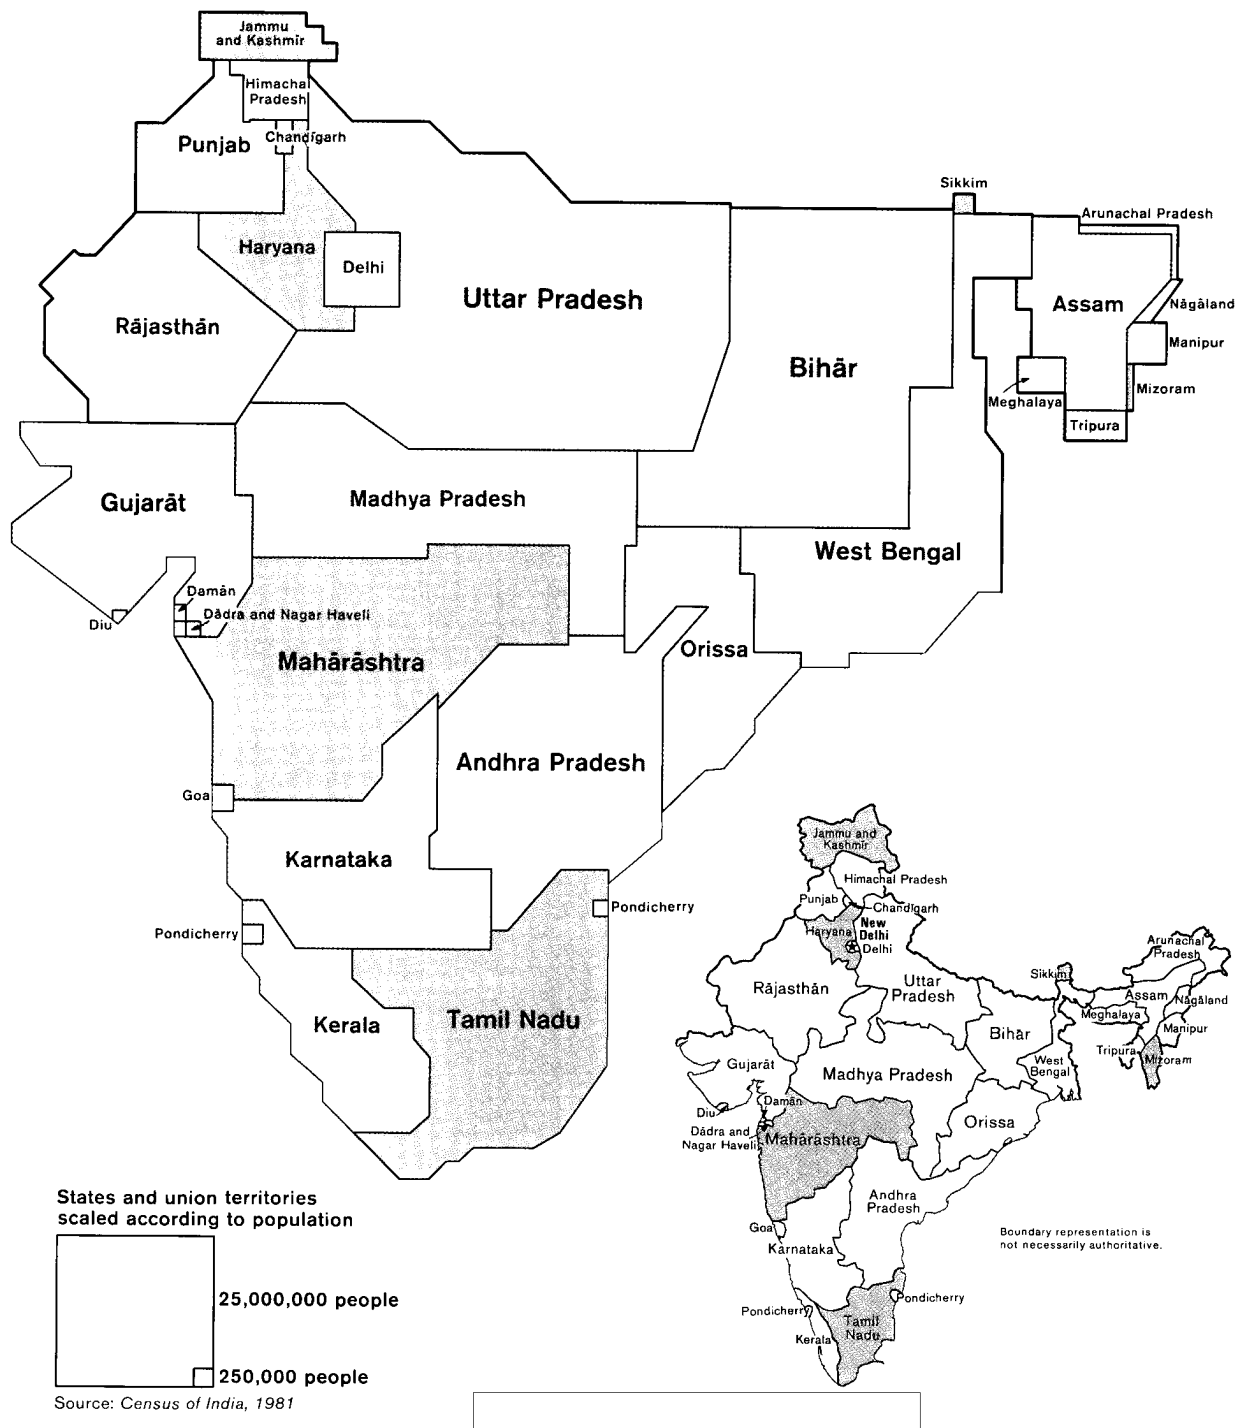 Jammu
and Kashmīr
Himachal
Pradesh
Chandīgarh
Punjab
Sikkim
Arunachal Pradesh
Haryana
Delhi
Uttar Pradesh
Assam
Nāgāland
Rājasthān
Manipur
Bihār
Mizoram
Meghalaya
Tripura
Gujarāt
Madhya Pradesh
West Bengal
Damān
Dādra and Nagar Haveli
Diu
Orissa
Mahārāshtra
Andhra Pradesh
Goa
Karnataka
Pondicherry
Pondicherry
Kerala
Tamil Nadu
Jammu and
Kashmīr
Himachal Pradesh
Punjab
Chandīgarh
Haryana
New
Delhi
Delhi
Arunachal
Pradesh
Sikkim
Rājasthān
Uttar
Pradesh
Assam
Nāgāland
Meghalaya
Bihār
Manipur
Tripura
Mizoram
West
Bengal
Gujarāt
Madhya Pradesh
Damān
Diu
Orissa
Dādra and
Nagar Haveli
Mahārāshtra
Andhra
Pradesh
Goa
Karnataka
Pondicherry
Pondicherry
Tamil
Nadu
Kerala
Boundary representation is
not necessarily authoritative.
States and union territories
scaled according to population
25,000,000 people
250,000 people
Source: Census of India, 1981